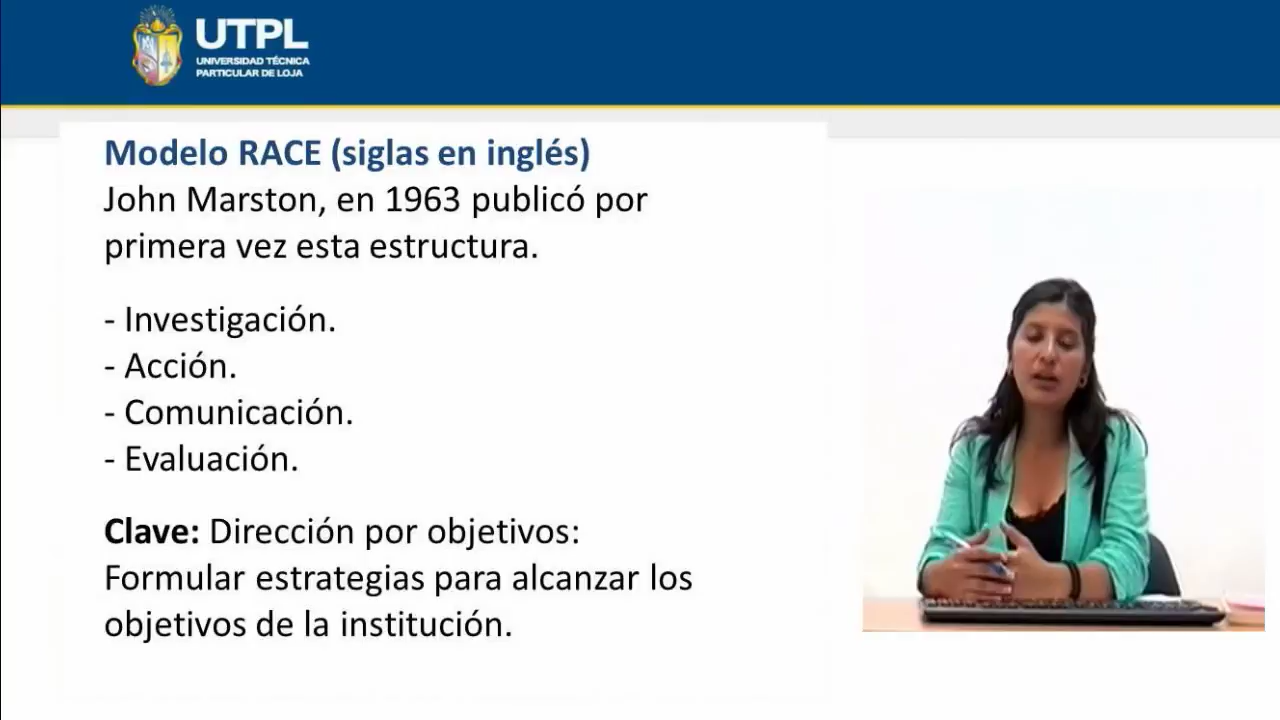 UTPL
UNIVERSIDAD TÉCNICA
PARTICULAR DE LOJA
Modelo RACE (siglas en inglés)
John Marston, en 1963 publicó por
primera vez esta estructura.
- Investigación.
- Acción.
- Comunicación.
- Evaluación.
Clave: Dirección por objetivos:
Formular estrategias para alcanzar los
objetivos de la institución.